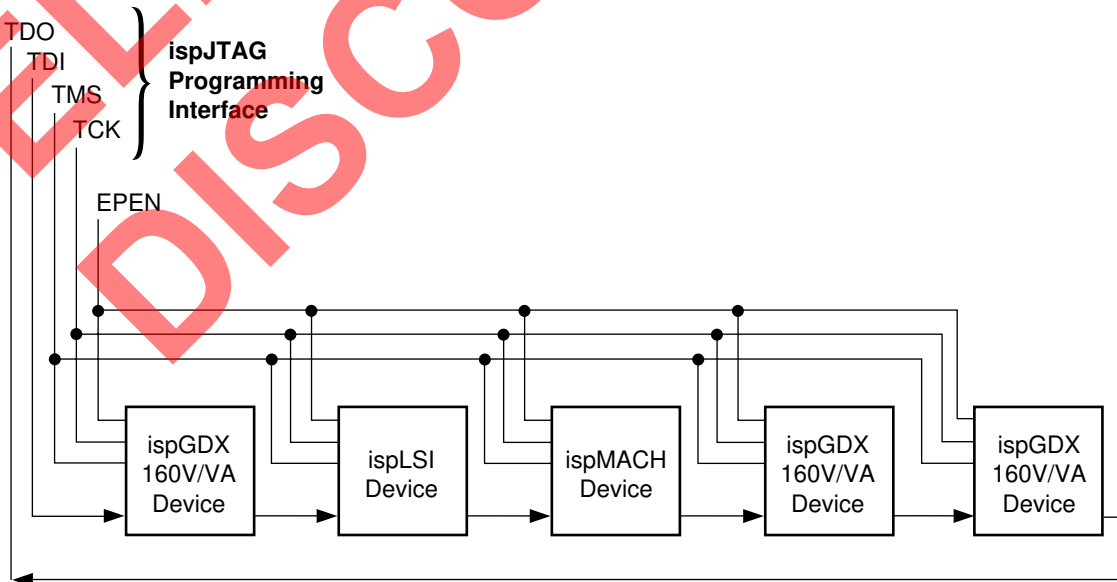 TDO
TDI
TMS
TCK
ispJTAG
Programming
Interface
EPEN
ispGDX
160V/VA
Device
ispLSI
Device
ispMACH
Device
ispGDX
160V/VA
Device
ispGDX
160V/VA
Device
DISCO